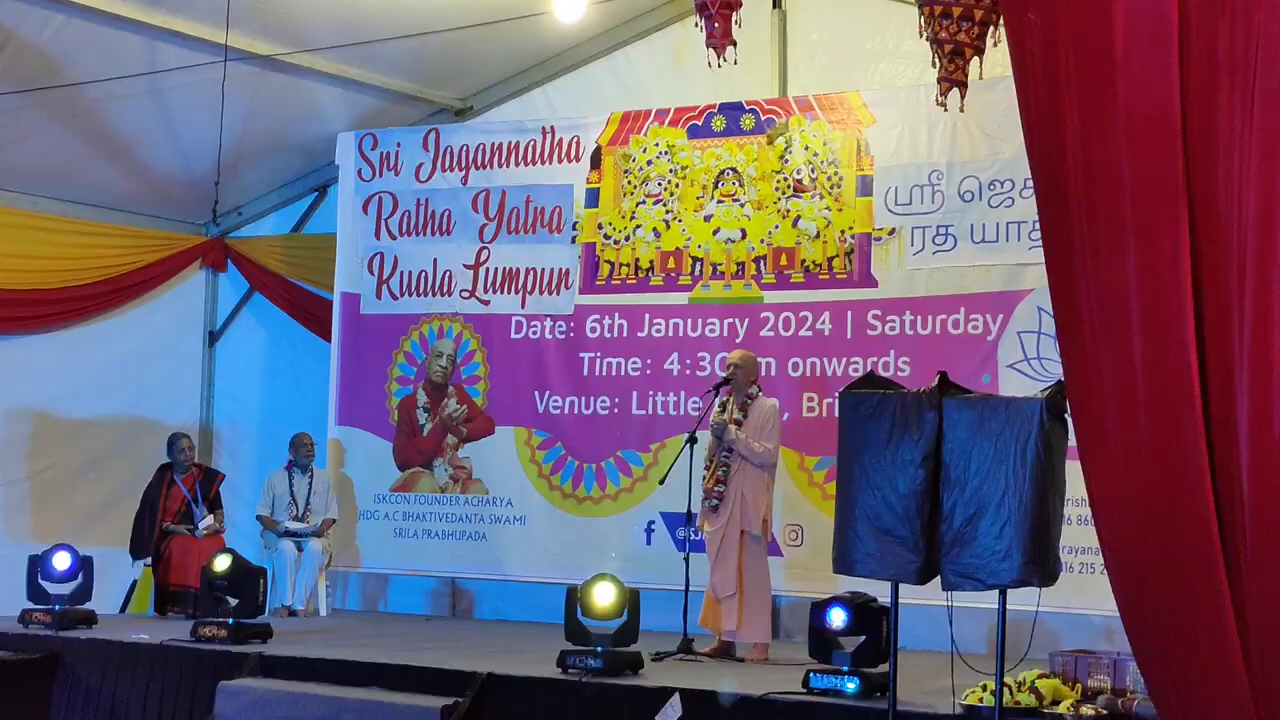 Sri Jagannatha
Ratha Yatra
Kuala Lumpur
ஸ்ரீ ஜெக
ரத யாத
Date: 6th January 2024 | Saturday
Time: 4:30 m onwards
Venue: Little
ISKCON FOUNDER ACHARYA
HDG A.C BHAKTIVEDANTA SWAMI
SRILA PRABHUPADA
f